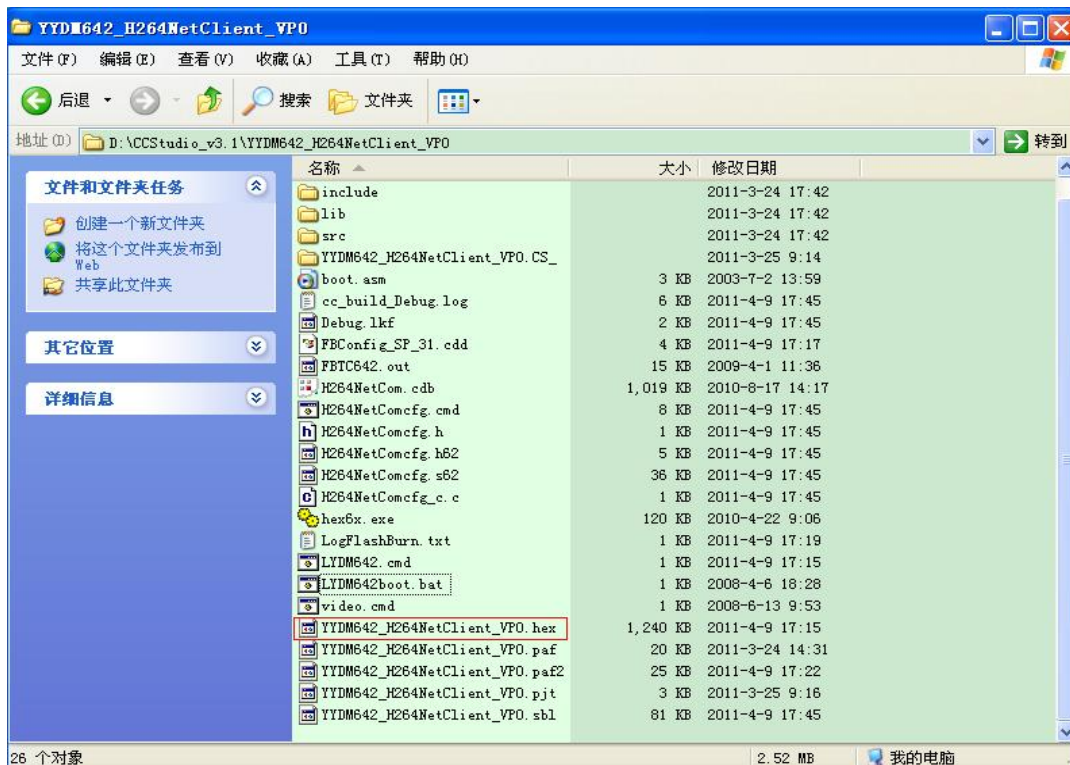 YYDM642_H264NetClient_VP0
文件(F) 编辑(E) 查看(V) 收藏(A) 工具(T) 帮助(H)
后退 搜索 文件夹
地址(D) D:\CCStudio_v3.1\YYDM642_H264NetClient_VP0 转到
文件和文件夹任务
创建一个新文件夹
将这个文件夹发布到
Web
共享此文件夹
其它位置
详细信息
名称 大小 修改日期
include 2011-3-24 17:42
lib 2011-3-24 17:42
src 2011-3-24 17:42
YYDM642_H264NetClient_VP0.CS_ 2011-3-25 9:14
boot.asm 3 KB 2003-7-2 13:59
cc_build_Debug.log 6 KB 2011-4-9 17:45
Debug.lkf 2 KB 2011-4-9 17:45
FBConfig_SP_31.cdd 4 KB 2011-4-9 17:17
FBTC642.out 15 KB 2009-4-1 11:36
H264NetCom.cdb 1,019 KB 2010-8-17 14:17
H264NetComcfg.cmd 8 KB 2011-4-9 17:45
H264NetComcfg.h 1 KB 2011-4-9 17:45
H264NetComcfg.h62 5 KB 2011-4-9 17:45
H264NetComcfg.s62 36 KB 2011-4-9 17:45
H264NetComcfg_c.c 1 KB 2011-4-9 17:45
hex6x.exe 120 KB 2010-4-22 9:06
LogFlashBurn.txt 1 KB 2011-4-9 17:19
LYDM642.cmd 1 KB 2011-4-9 17:15
LYDM642boot.bat 1 KB 2008-4-6 18:28
video.cmd 1 KB 2008-6-13 9:53
YYDM642_H264NetClient_VP0.hex 1,240 KB 2011-4-9 17:15
YYDM642_H264NetClient_VP0.paf 20 KB 2011-3-24 14:31
YYDM642_H264NetClient_VP0.paf2 25 KB 2011-4-9 17:22
YYDM642_H264NetClient_VP0.pjt 3 KB 2011-3-25 9:16
YYDM642_H264NetClient_VP0.sbl 81 KB 2011-4-9 17:45
26 个对象 2.52 MB 我的电脑